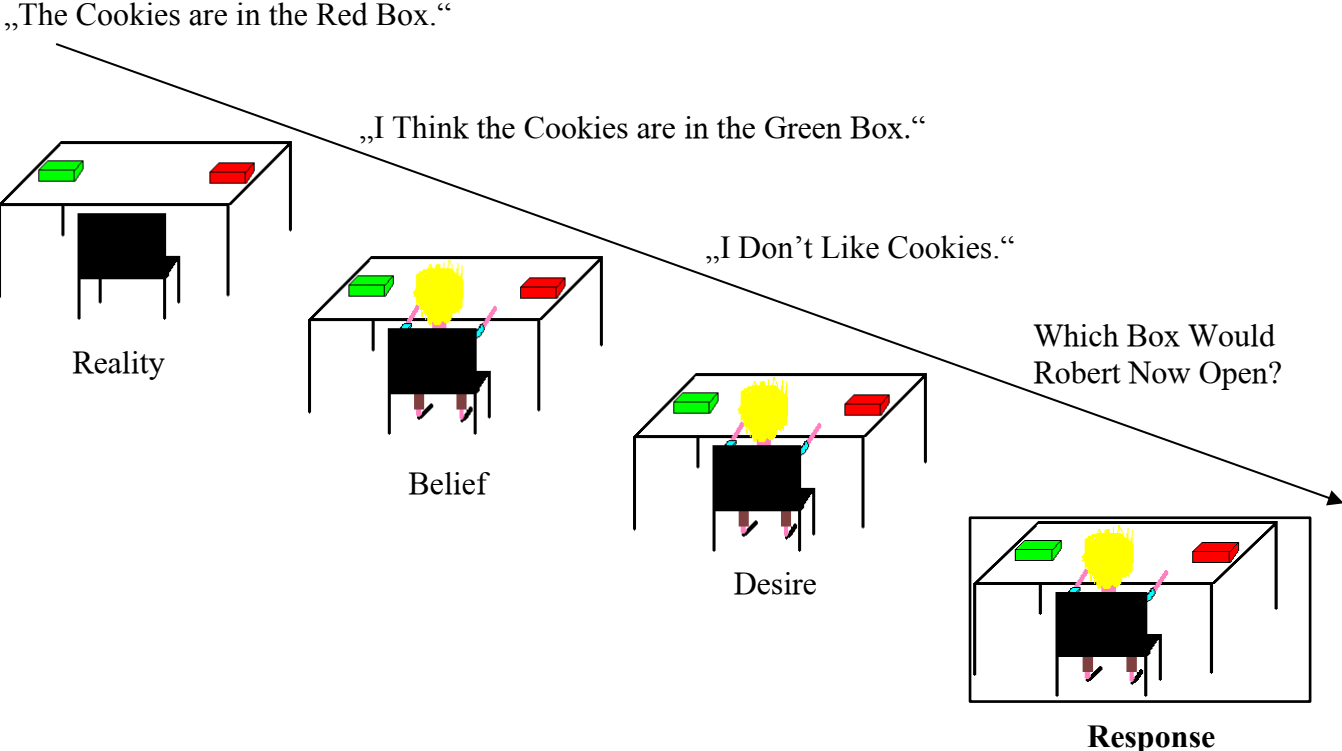 „The Cookies are in the Red Box.“
„I Think the Cookies are in the Green Box.“
„I Don’t Like Cookies.“
Which Box Would
Robert Now Open?
Reality
Belief
Desire
Response